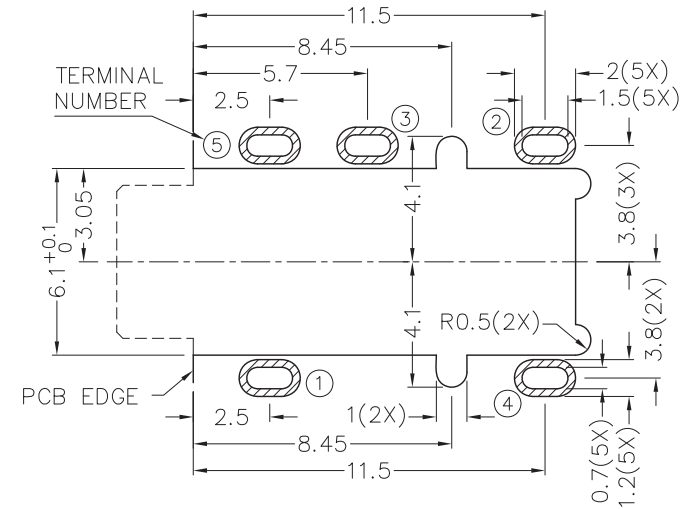 11.5
8.45
5.7
2.5
2(5X)
1.5(5X)
TERMINAL
NUMBER
5
3
2
4.1
3.8(3X)
3.05
6.1 +0.1 0
4.1
R0.5(2X)
3.8(2X)
PCB EDGE
1
4
2.5
1(2X)
8.45
11.5
0.7(5X)
1.2(5X)